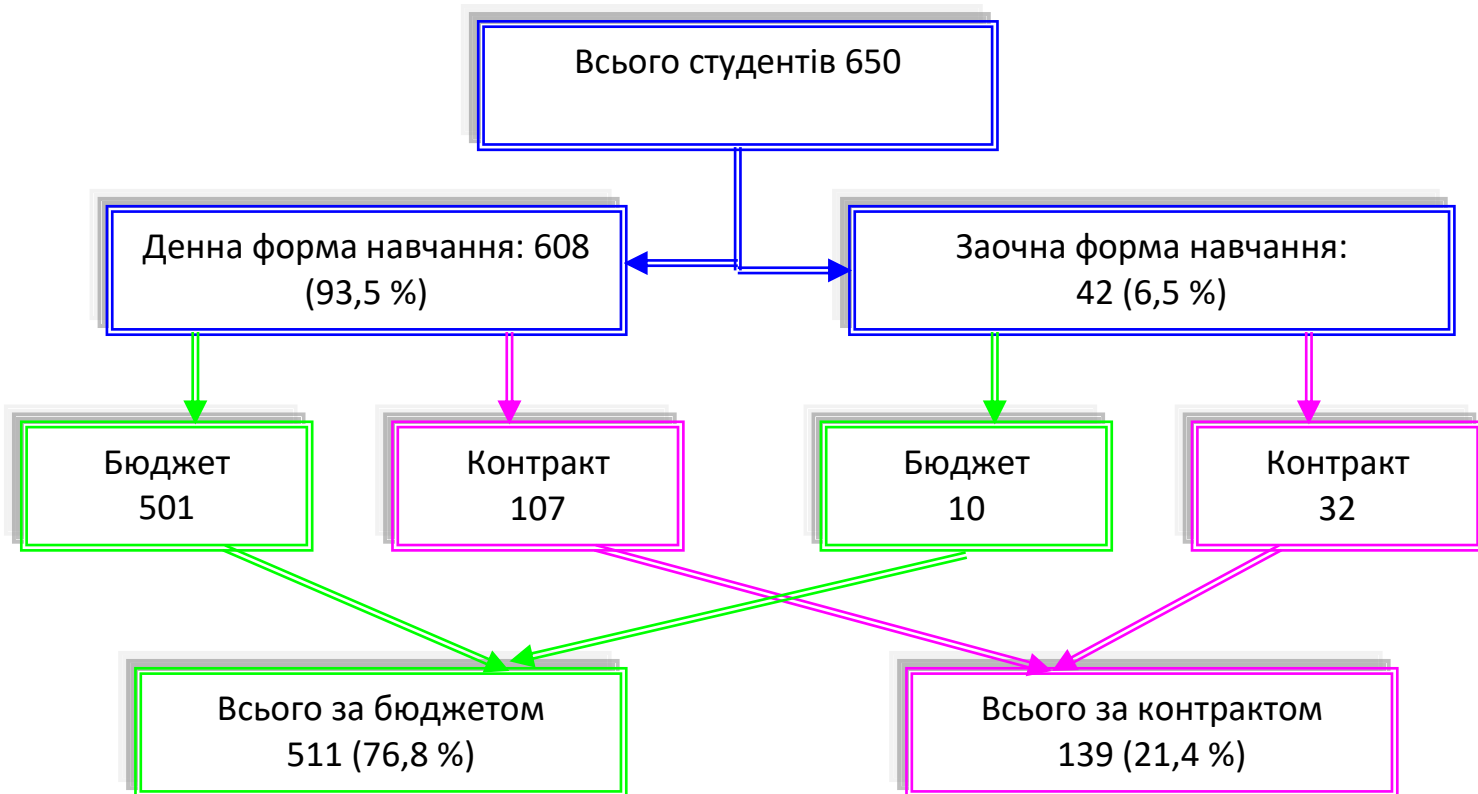 Всього студентів 650
Денна форма навчання: 608
(93,5 %)
Заочна форма навчання:
42 (6,5 %)
Бюджет
501
Контракт
107
Бюджет
10
Контракт
32
Всього за бюджетом
511 (76,8 %)
Всього за контрактом
139 (21,4 %)